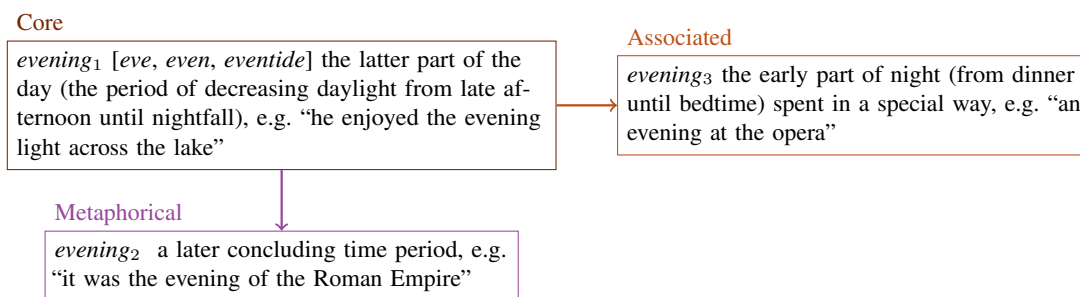 Core
evening₁ [eve, even, eventide] the latter part of the
day (the period of decreasing daylight from late af-
ternoon until nightfall), e.g. “he enjoyed the evening
light across the lake”
Associated
evening₃ the early part of night (from dinner
until bedtime) spent in a special way, e.g. “an
evening at the opera”
Metaphorical
evening₂ a later concluding time period, e.g.
“it was the evening of the Roman Empire”